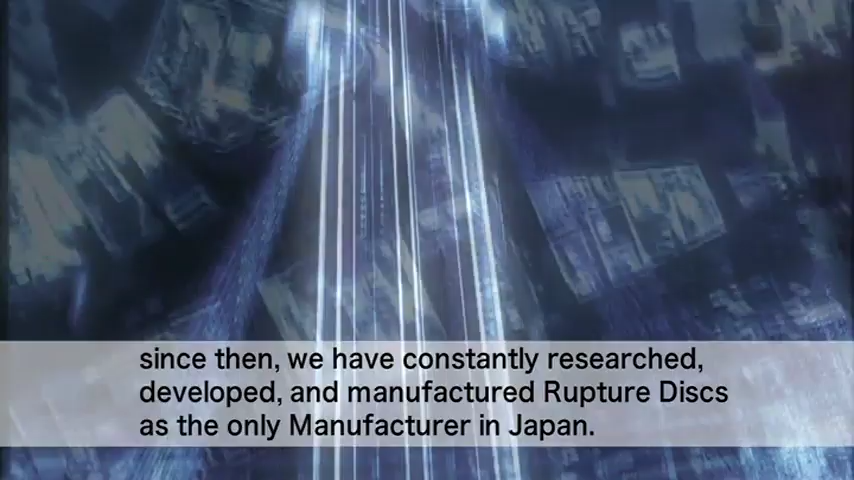 since then, we have constantly researched,
developed, and manufactured Rupture Discs
as the only Manufacturer in Japan.